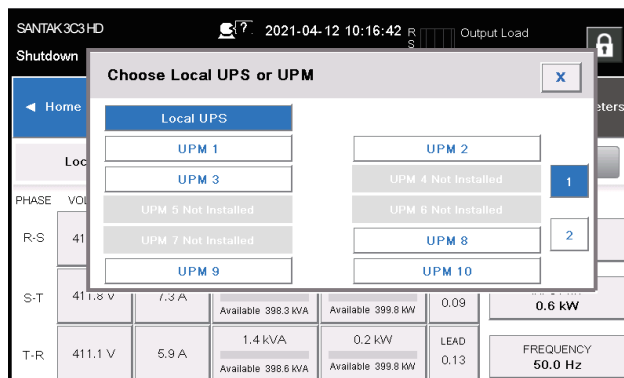 SANTAK 3C3 HD
? 2021-04-12 10:16:42 R S Output Load
Shutdown
Choose Local UPS or UPM X
Home
Local UPS
UPM 1 UPM 2
UPM 3 UPM 4 Not Installed 1
UPM 5 Not Installed UPM 6 Not Installed
UPM 7 Not Installed UPM 8 2
UPM 9 UPM 10
PHASE
R-S 41
S-T 411.8 V 7.3 A Available 398.3 kVA Available 399.8 kW 0.09 0.6 kW
T-R 411.1 V 5.9 A 1.4 kVA Available 398.6 kVA 0.2 kW Available 399.8 kW LEAD 0.13 FREQUENCY 50.0 Hz